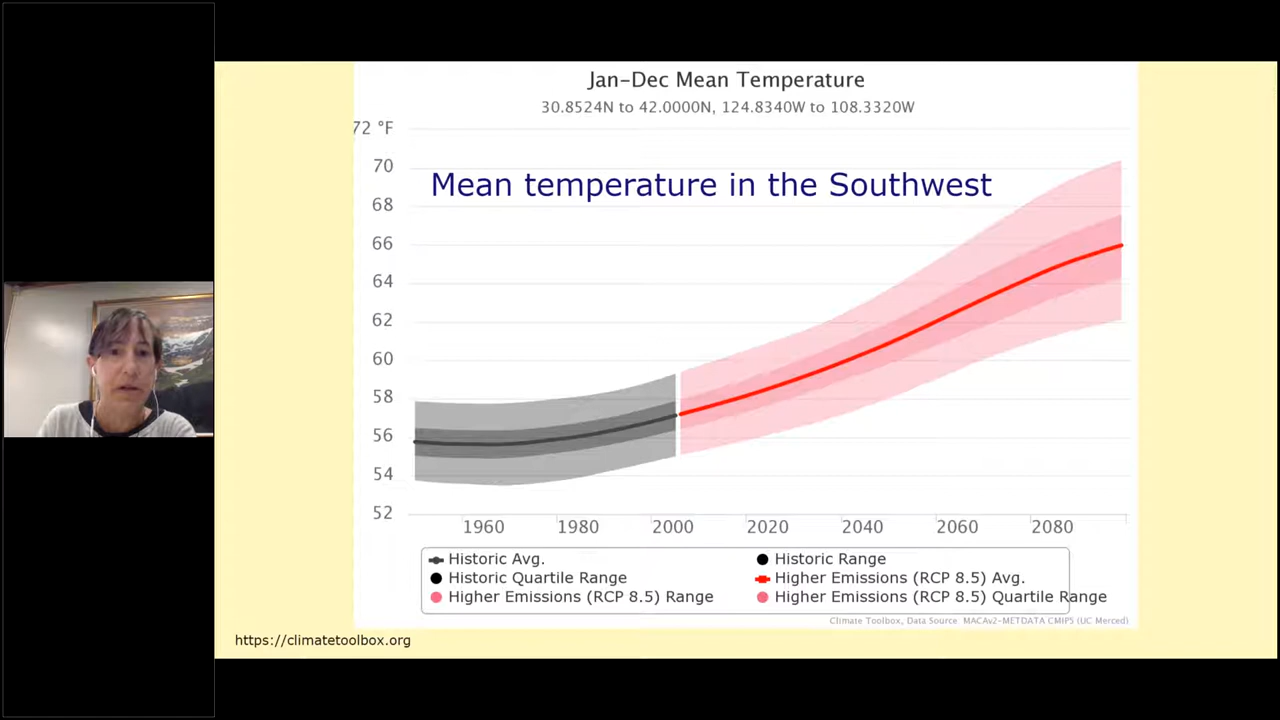 Jan-Dec Mean Temperature
30.8524N to 42.0000N, 124.8340W to 108.3320W
72 °F
Mean temperature in the Southwest
70
68
66
64
62
60
58
56
54
52
1960 1980 2000 2020 2040 2060 2080
Historic Avg. Historic Range
Historic Quartile Range Higher Emissions (RCP 8.5) Avg.
Higher Emissions (RCP 8.5) Range Higher Emissions (RCP 8.5) Quartile Range
Climate Toolbox, Data Source MACAv2-METDATA CMIP5 (UC Merced)
https://climatetoolbox.org